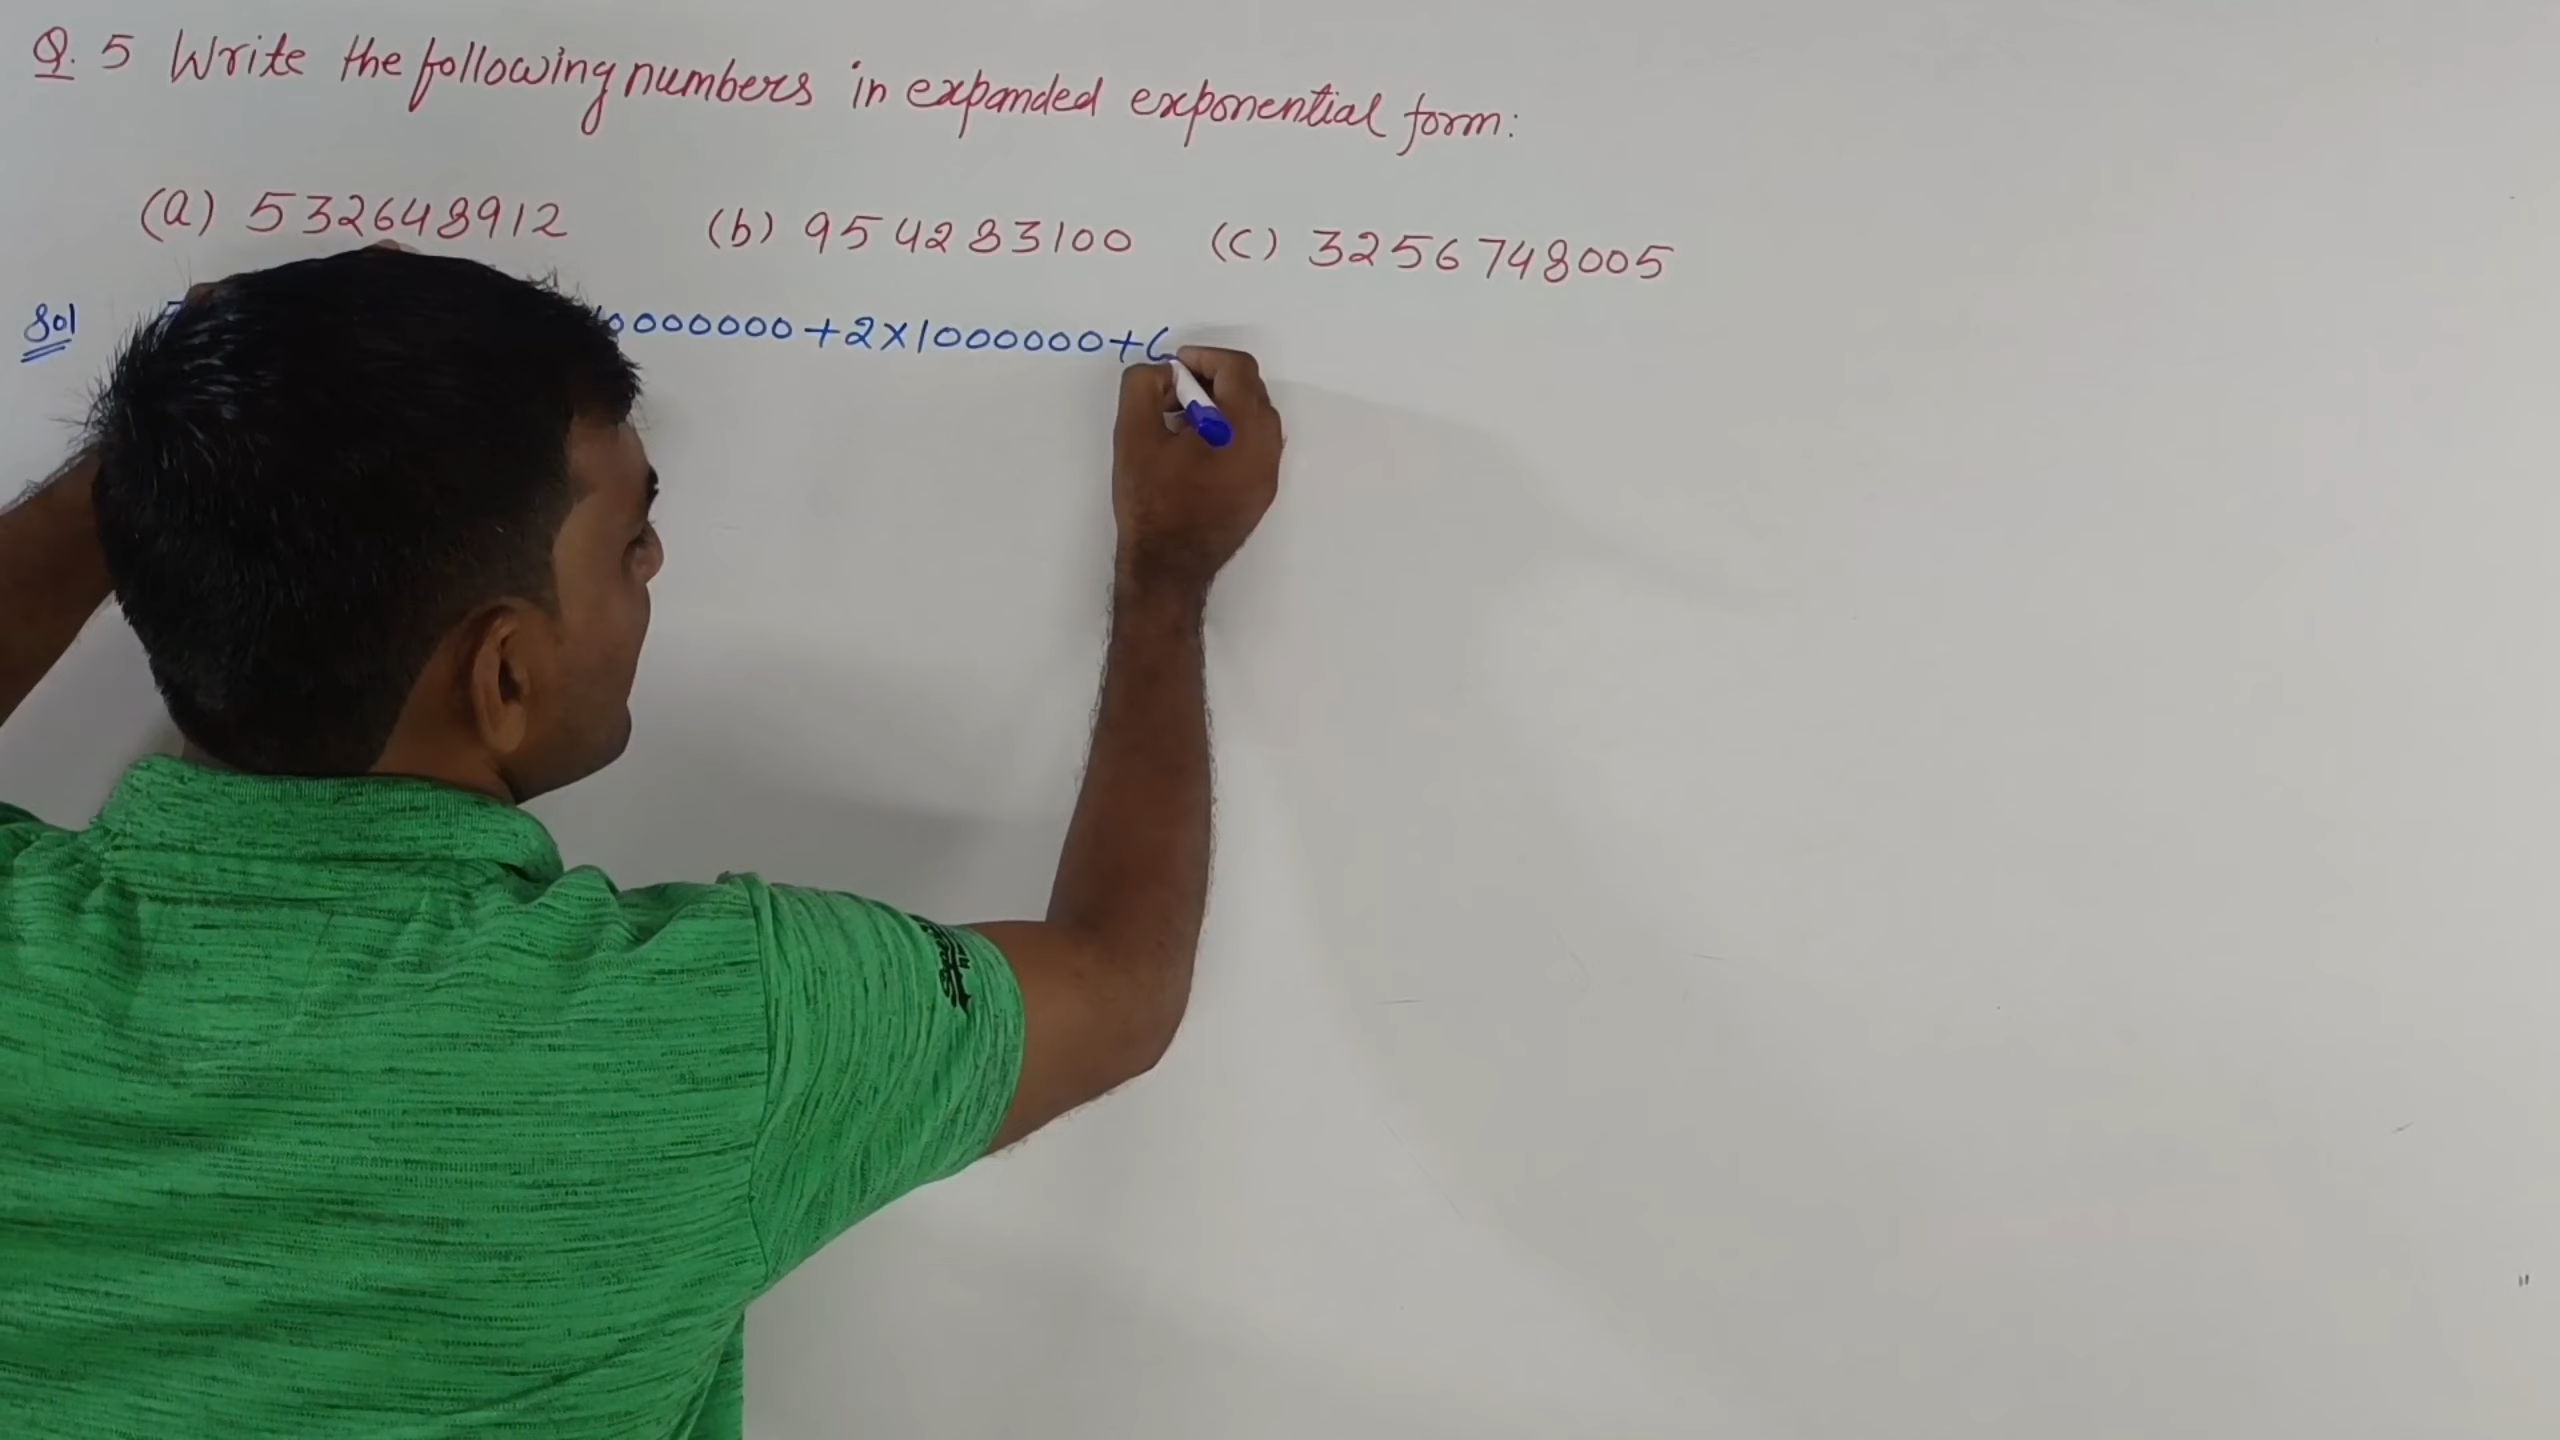 Q. 5 Write the following numbers in expanded exponential form:
(a) 532648912 (b) 954283100 (c) 3256748005
Sol 0000000+2×1000000+6